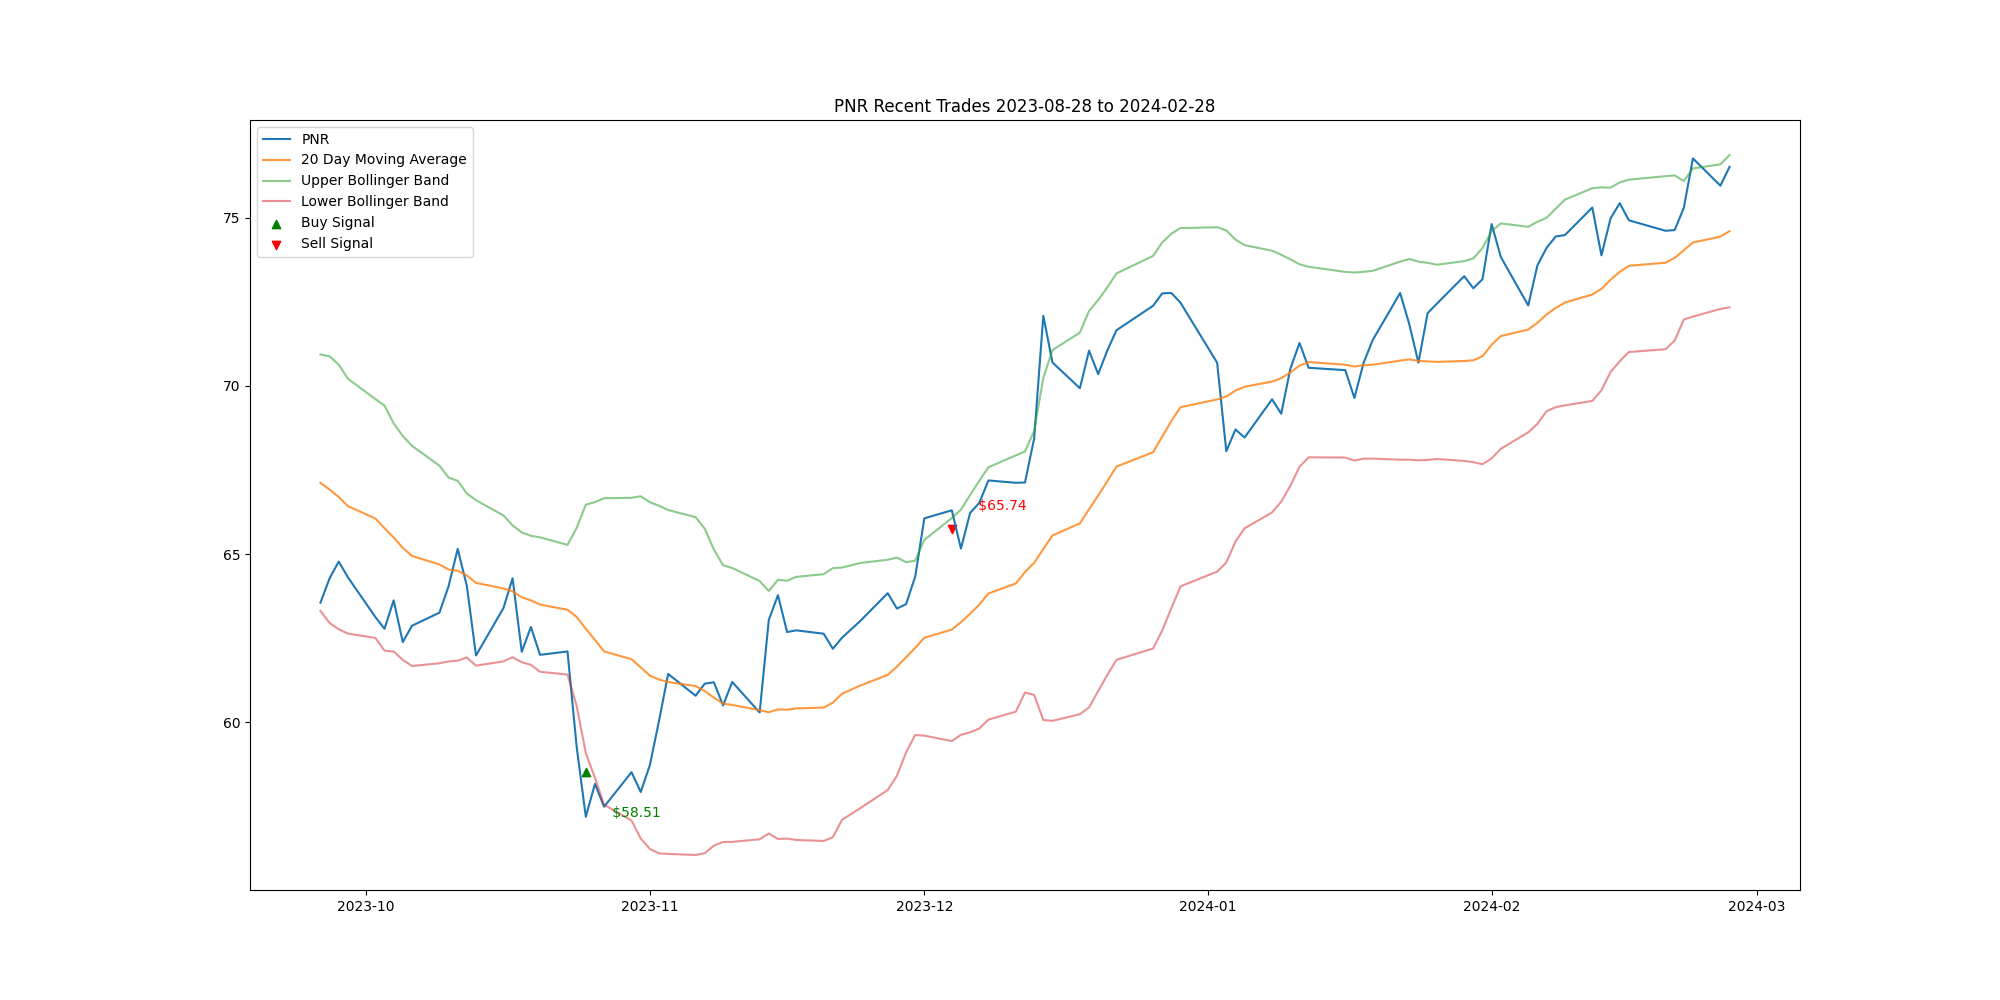 PNR Recent Trades 2023-08-28 to 2024-02-28
PNR
20 Day Moving Average
Upper Bollinger Band
Lower Bollinger Band
Buy Signal
Sell Signal
75
70
65
60
$65.74
$58.51
2023-10
2023-11
2023-12
2024-01
2024-02
2024-03